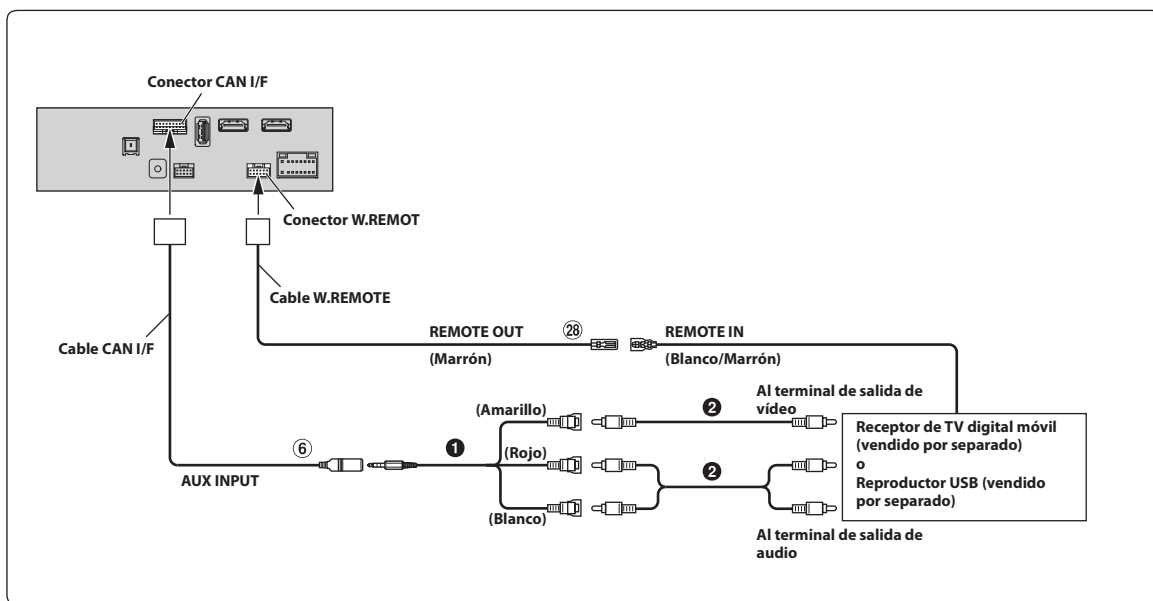 Conector CAN I/F
Conector W.REMOT
Cable W.REMOTE
Cable CAN I/F
REMOTE OUT
(Marrón)
㉘
REMOTE IN
(Blanco/Marrón)
Al terminal de salida de
vídeo
(Amarillo)
❷
Receptor de TV digital móvil
(vendido por separado)
o
Reproductor USB (vendido
por separado)
⑥
AUX INPUT
❶
(Rojo)
❷
(Blanco)
Al terminal de salida de
audio